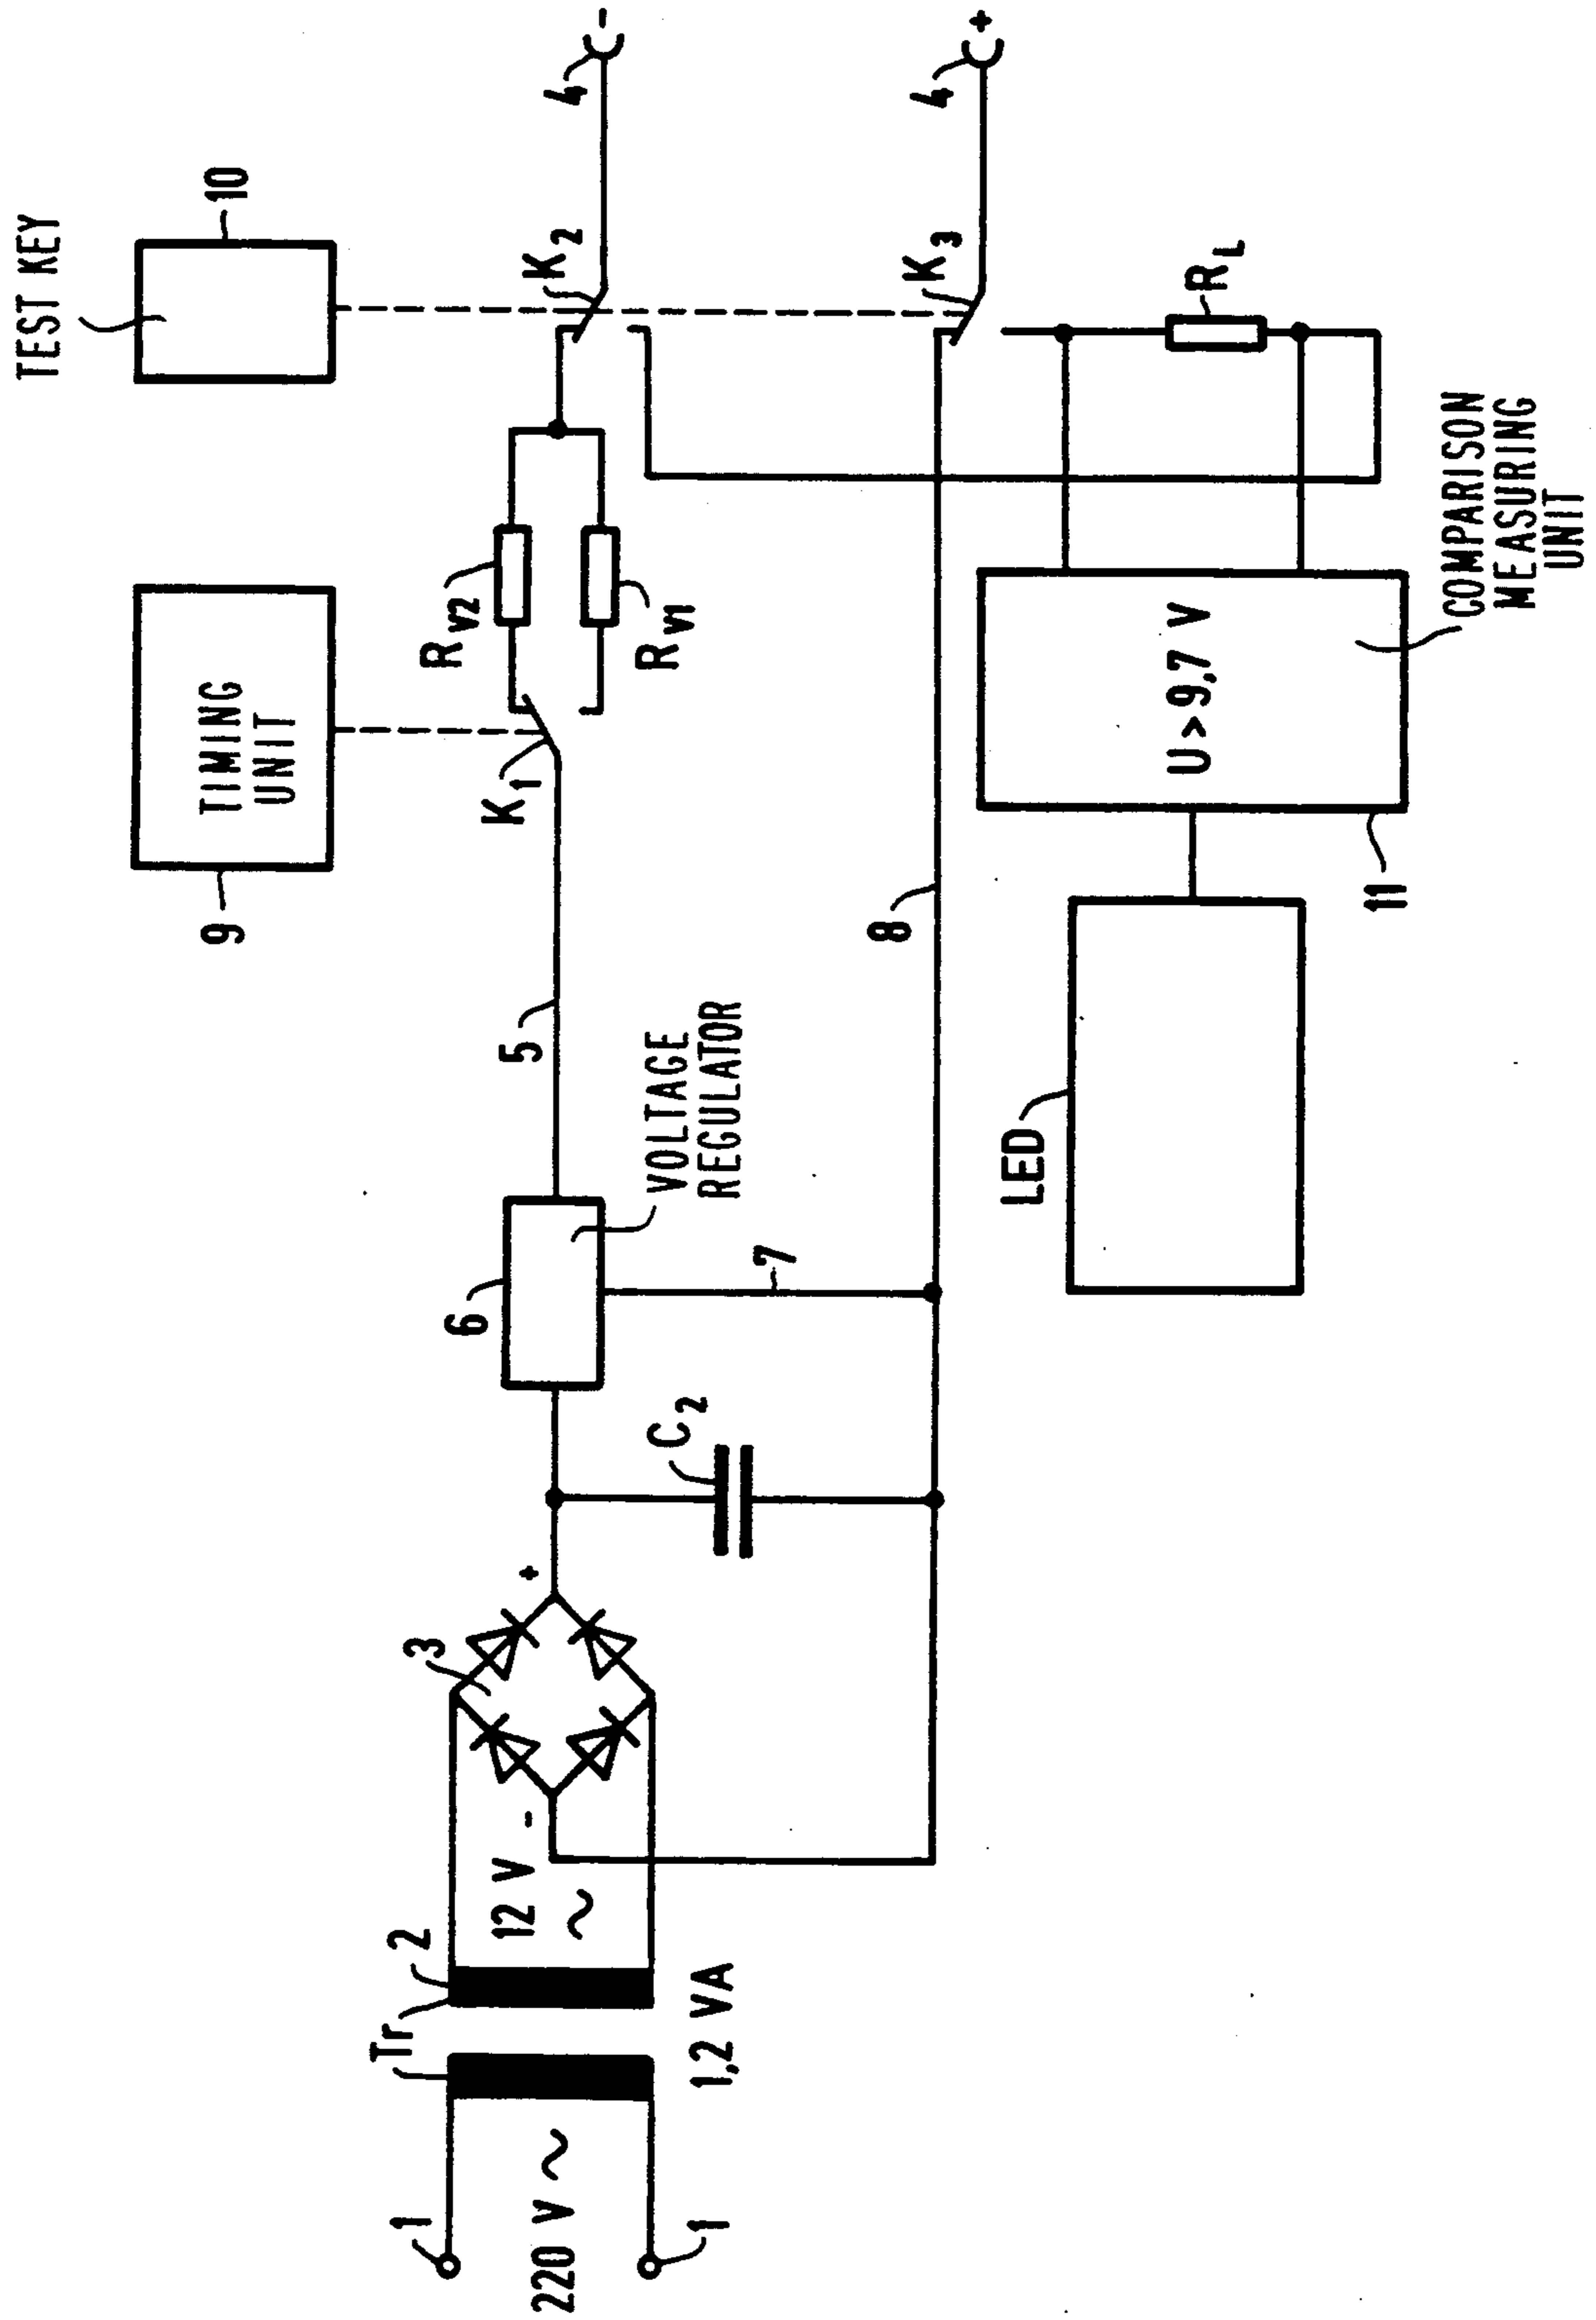 TEST KEY
10
TIMING
UNIT
9
K2
4
-
K3
4
+
RV2
RV1
K1
RL
5
8
U>9,7 V
COMPARISON
MEASURING
UNIT
11
LED
VOLTAGE
REGULATOR
6
7
C2
3
+
-
12 V
~
2
Tr
1,2 VA
1
220 V ~
1